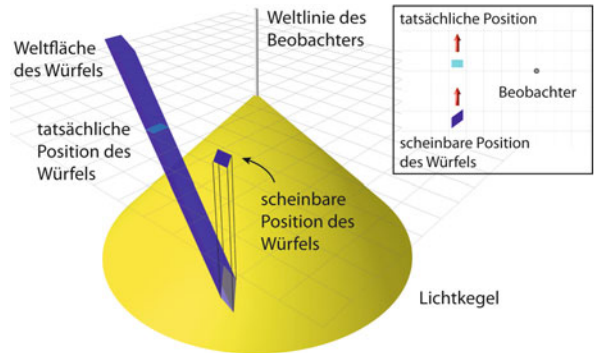 Weltfläche
des Würfels
tatsächliche
Position des
Würfels
Weltlinie des
Beobachters
scheinbare
Position des
Würfels
Lichtkegel
tatsächliche Position
Beobachter
scheinbare Position
des Würfels